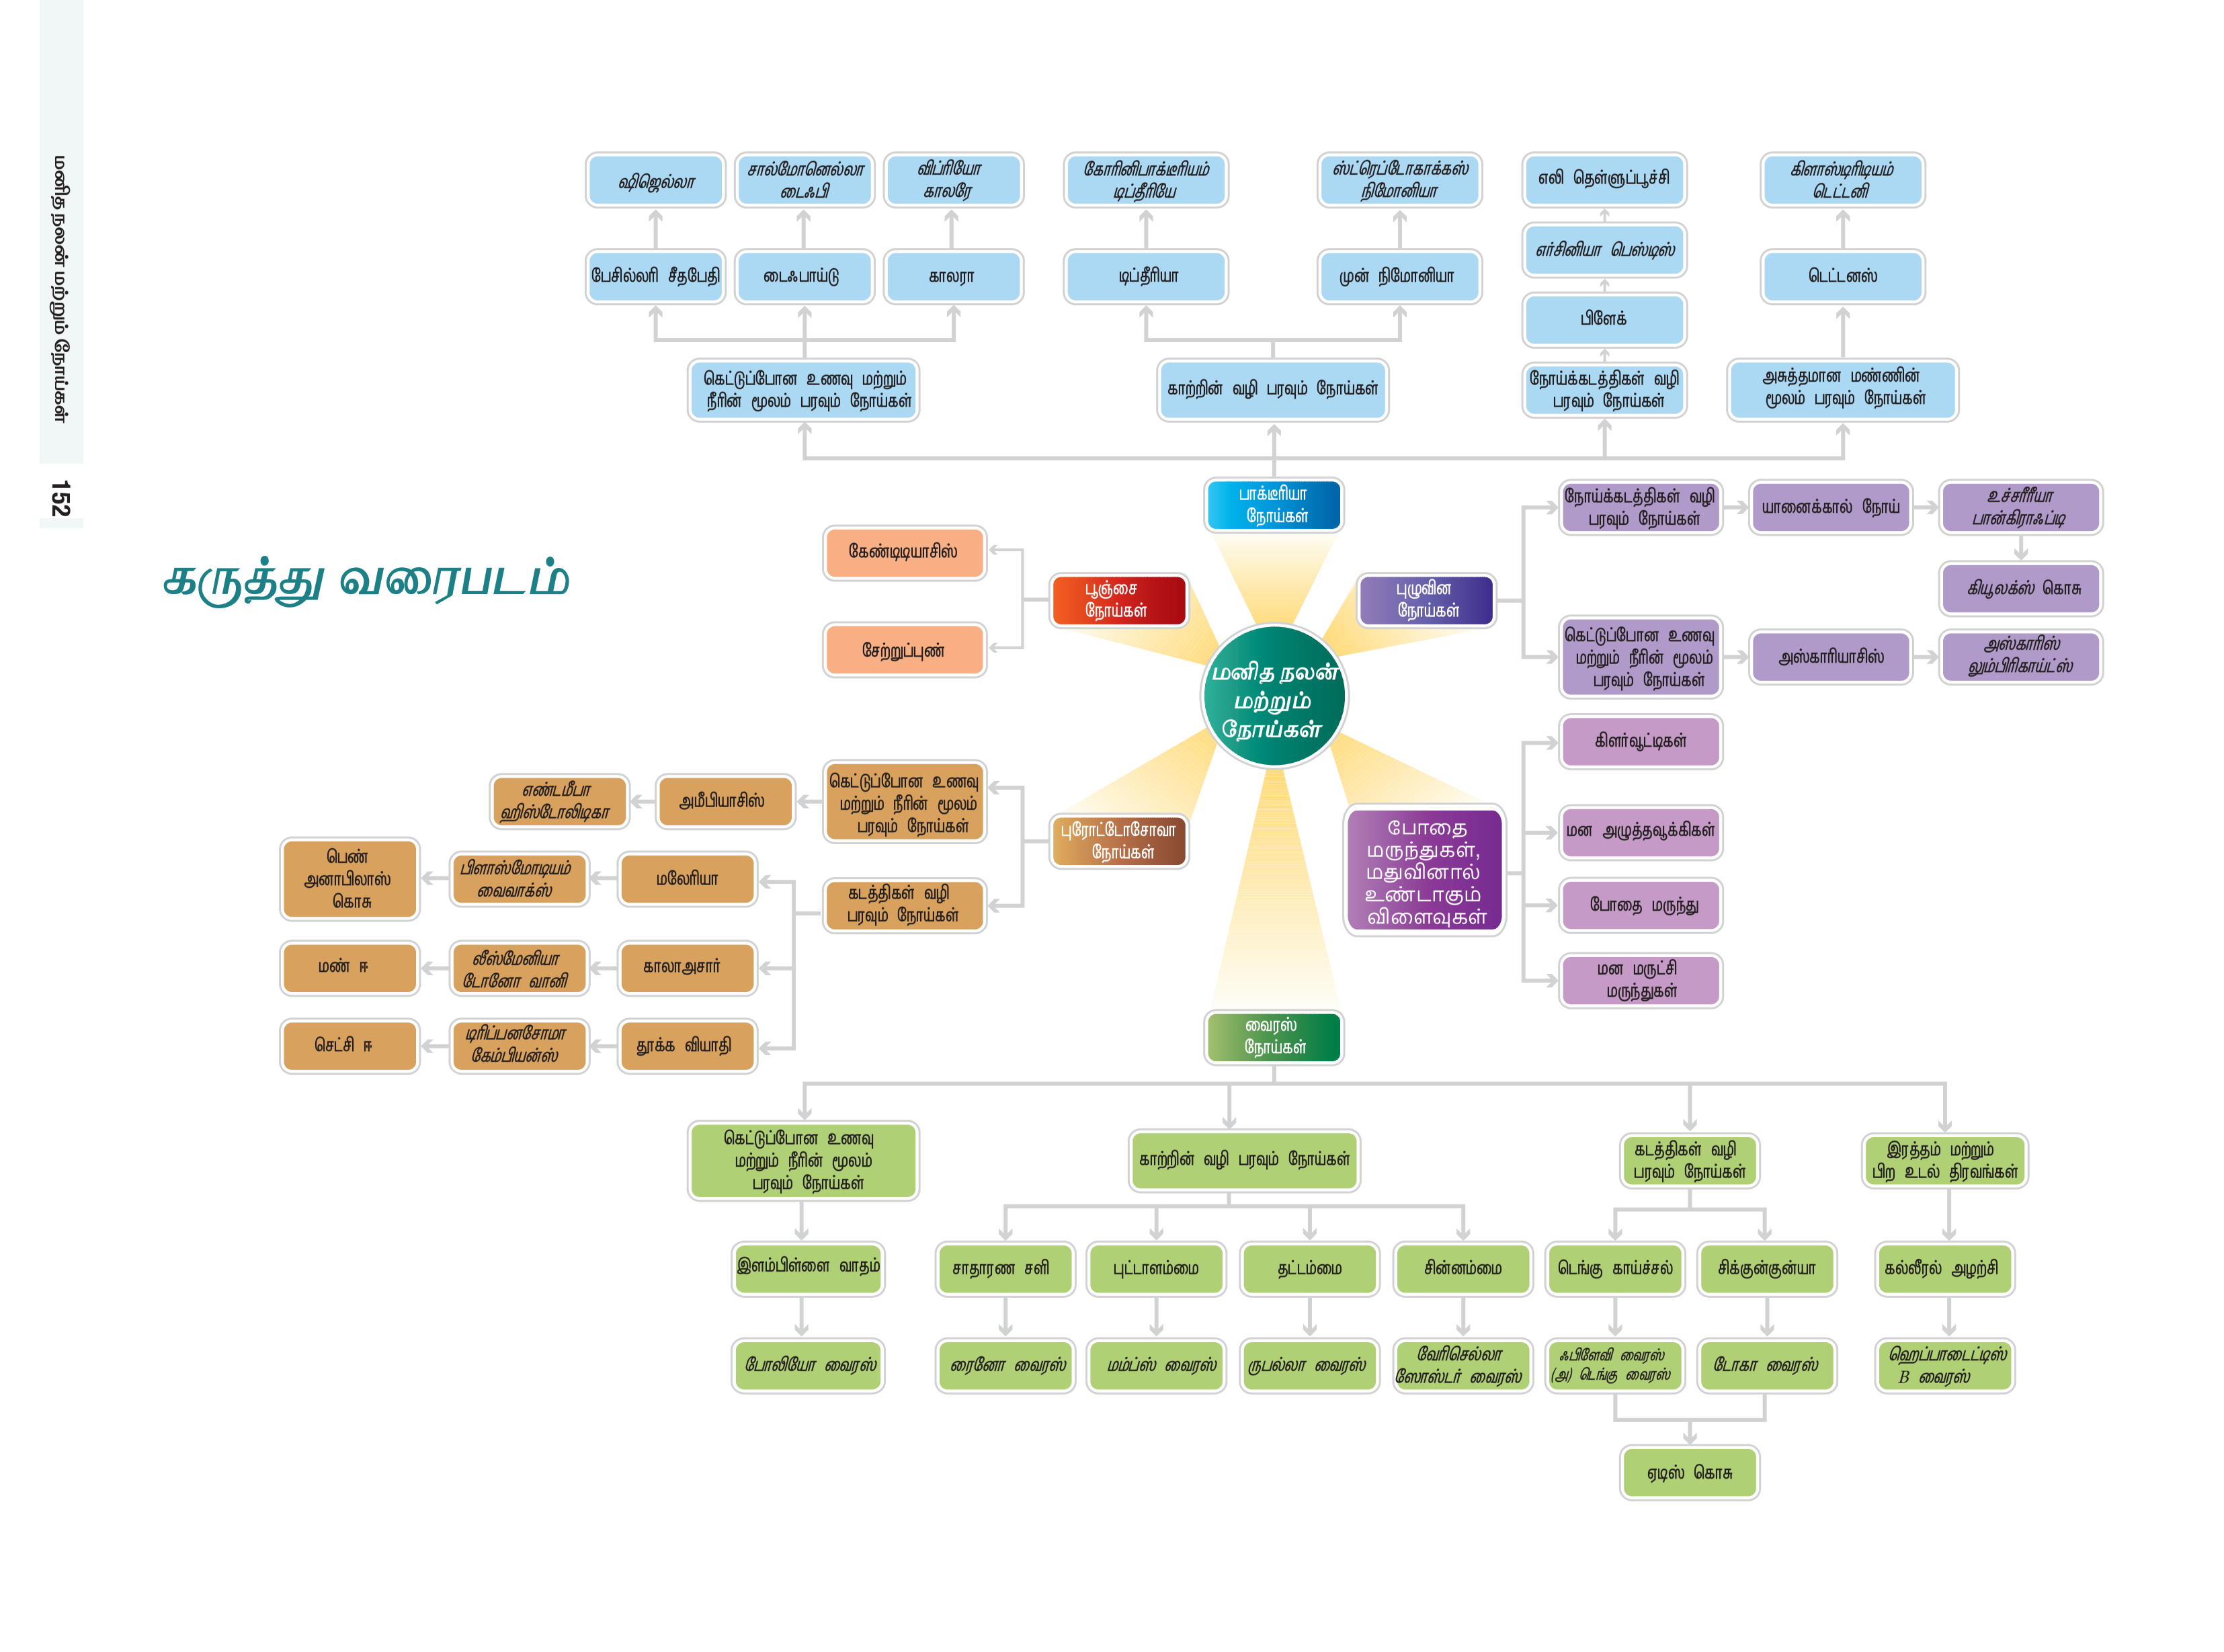 மனித நலன் மற்றும் நோய்கள்
152
கருத்து வரைபடம்
ஷிஜெல்லா
சால்மோனெல்லா
டைஃபி
விப்ரியோ
காலரே
கோரினிபாக்டீரியம்
டிப்தீரியே
ஸ்ட்ரெப்டோகாக்கஸ்
நிமோனியா
எலி தெள்ளுப்பூச்சி
கிளாஸ்டிரிடியம்
டெட்டனி
எர்சினியா பெஸ்டிஸ்
பேசில்லரி சீதபேதி
டைஃபாய்டு
காலரா
டிப்தீரியா
முன் நிமோனியா
டெட்டனஸ்
பிளேக்
கெட்டுப்போன உணவு மற்றும்
நீரின் மூலம் பரவும் நோய்கள்
காற்றின் வழி பரவும் நோய்கள்
நோய்க்கடத்திகள் வழி
பரவும் நோய்கள்
அசுத்தமான மண்ணின்
மூலம் பரவும் நோய்கள்
பாக்டீரியா
நோய்கள்
நோய்க்கடத்திகள் வழி
பரவும் நோய்கள்
யானைக்கால் நோய்
உச்சரீரியா
பான்கிராஃப்டி
கியூலக்ஸ் கொசு
கேண்டிடியாசிஸ்
பூஞ்சை
நோய்கள்
புழுவின
நோய்கள்
சேற்றுப்புண்
கெட்டுப்போன உணவு
மற்றும் நீரின் மூலம்
பரவும் நோய்கள்
அஸ்காரியாசிஸ்
அஸ்காரிஸ்
லும்பிரிகாய்ட்ஸ்
மனித நலன்
மற்றும்
நோய்கள்
கிளர்வூட்டிகள்
மன அழுத்தவூக்கிகள்
போதை மருந்து
மன மருட்சி
மருந்துகள்
போதை
மருந்துகள்,
மதுவினால்
உண்டாகும்
விளைவுகள்
புரோட்டோசோவா
நோய்கள்
கெட்டுப்போன உணவு
மற்றும் நீரின் மூலம்
பரவும் நோய்கள்
அமீபியாசிஸ்
எண்டமீபா
ஹிஸ்டோலிடிகா
கடத்திகள் வழி
பரவும் நோய்கள்
மலேரியா
பிளாஸ்மோடியம்
வைவாக்ஸ்
பெண்
அனாபிலாஸ்
கொசு
காலாஅசார்
லீஸ்மேனியா
டோனோ வானி
மண் ஈ
தூக்க வியாதி
டிரிப்பனசோமா
கேம்பியன்ஸ்
செட்சி ஈ
வைரஸ்
நோய்கள்
கெட்டுப்போன உணவு
மற்றும் நீரின் மூலம்
பரவும் நோய்கள்
காற்றின் வழி பரவும் நோய்கள்
கடத்திகள் வழி
பரவும் நோய்கள்
இரத்தம் மற்றும்
பிற உடல் திரவங்கள்
இளம்பிள்ளை வாதம்
சாதாரண சளி
புட்டாளம்மை
தட்டம்மை
சின்னம்மை
டெங்கு காய்ச்சல்
சிக்குன்குன்யா
கல்லீரல் அழற்சி
போலியோ வைரஸ்
ரைனோ வைரஸ்
மம்ப்ஸ் வைரஸ்
ருபல்லா வைரஸ்
வேரிசெல்லா
ஸோஸ்டர் வைரஸ்
ஃபிளேவி வைரஸ்
(அ) டெங்கு வைரஸ்
டோகா வைரஸ்
ஹெப்பாடைட்டிஸ்
B வைரஸ்
ஏடிஸ் கொசு